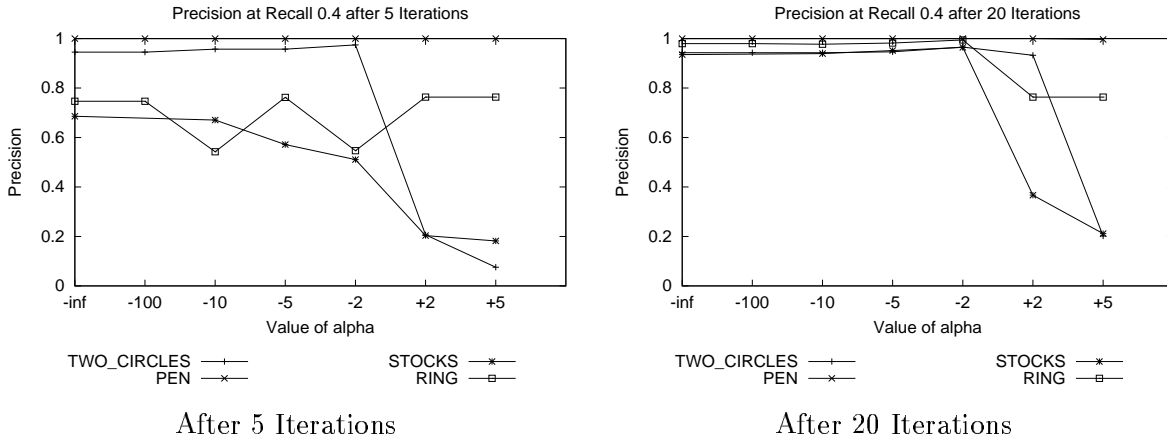 Precision at Recall 0.4 after 5 Iterations
1
0.8
0.6
0.4
0.2
0
Precision
-inf -100 -10 -5 -2 +2 +5
Value of alpha
TWO_CIRCLES STOCKS
PEN RING
After 5 Iterations
Precision at Recall 0.4 after 20 Iterations
1
0.8
0.6
0.4
0.2
0
Precision
-inf -100 -10 -5 -2 +2 +5
Value of alpha
TWO_CIRCLES STOCKS
PEN RING
After 20 Iterations